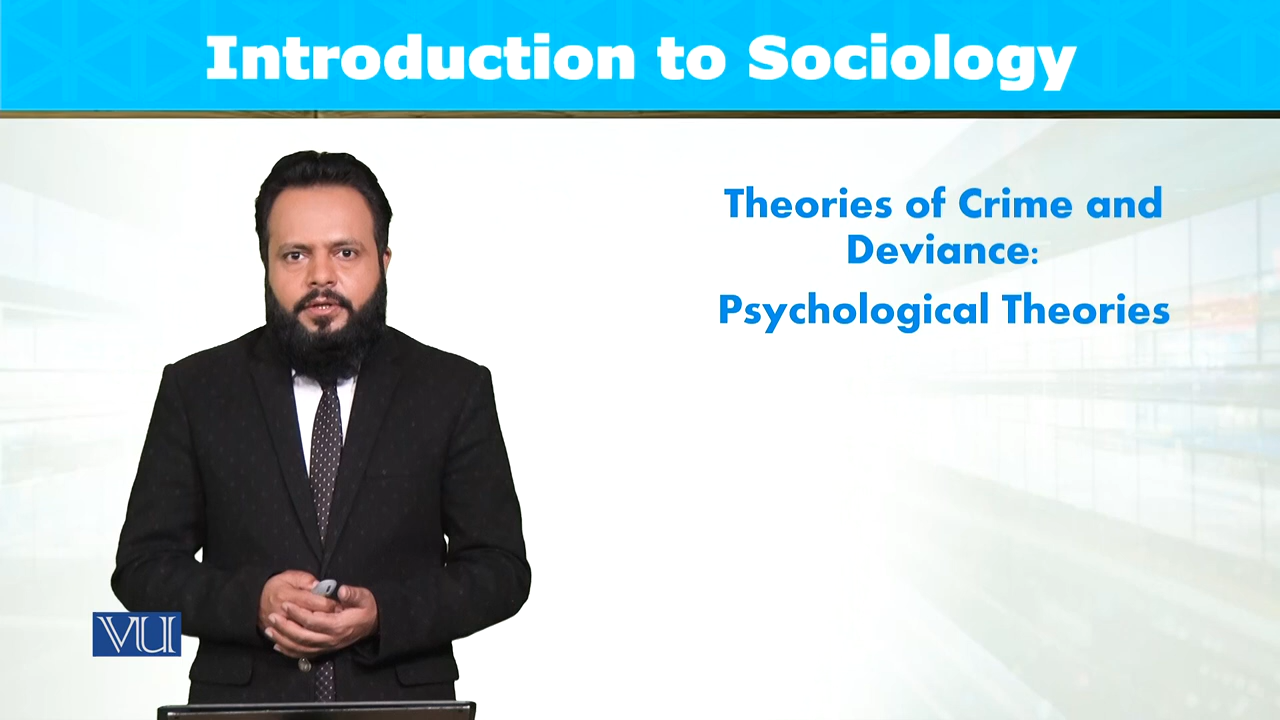 Introduction to Sociology
Theories of Crime and
Deviance:
Psychological Theories
VU